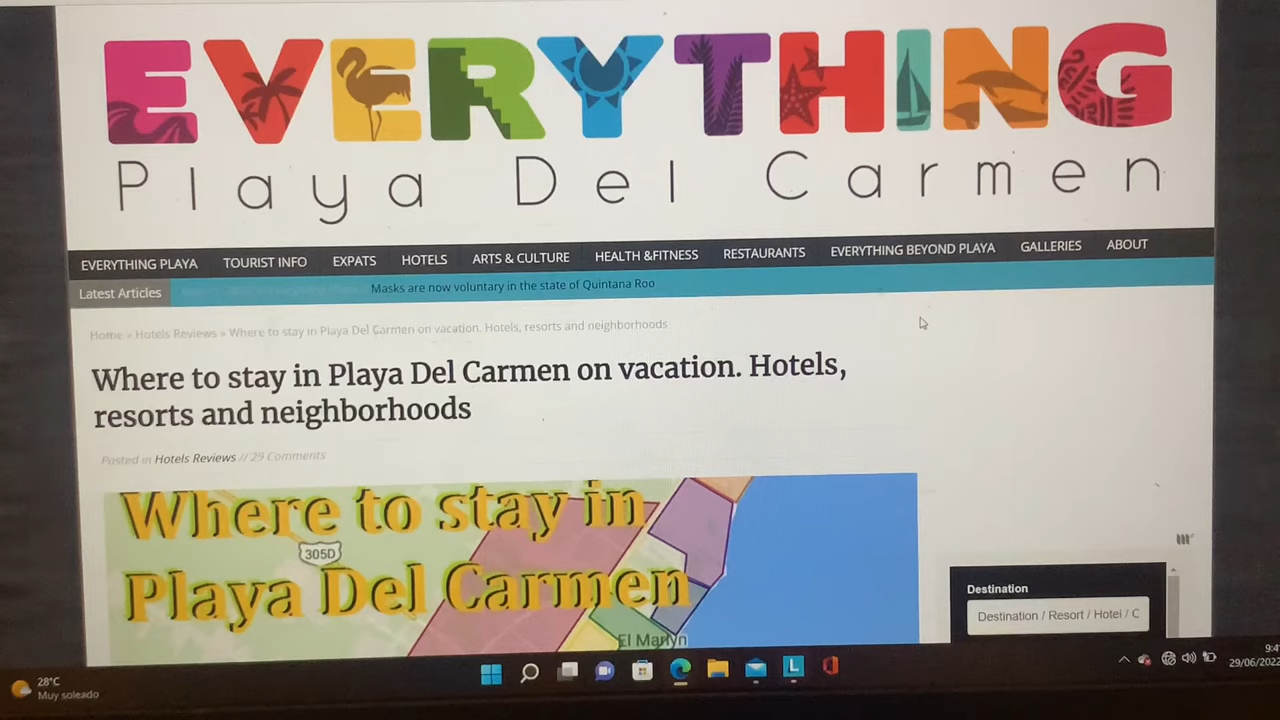 EVERYTHING
Playa Del Carmen
EVERYTHING PLAYA TOURIST INFO EXPATS HOTELS ARTS & CULTURE HEALTH &FITNESS RESTAURANTS EVERYTHING BEYOND PLAYA GALLERIES ABOUT
Latest Articles Masks are now voluntary in the state of Quintana Roo
Home » Hotels Reviews » Where to stay in Playa Del Carmen on vacation. Hotels, resorts and neighborhoods
Where to stay in Playa Del Carmen on vacation. Hotels,
resorts and neighborhoods
Posted in Hotels Reviews // 29 Comments
Where to stay in
305D
Playa Del Carmen
El Marlyn
Destination
Destination / Resort / Hotel / C
28°C
Muy soleado
29/06/2022